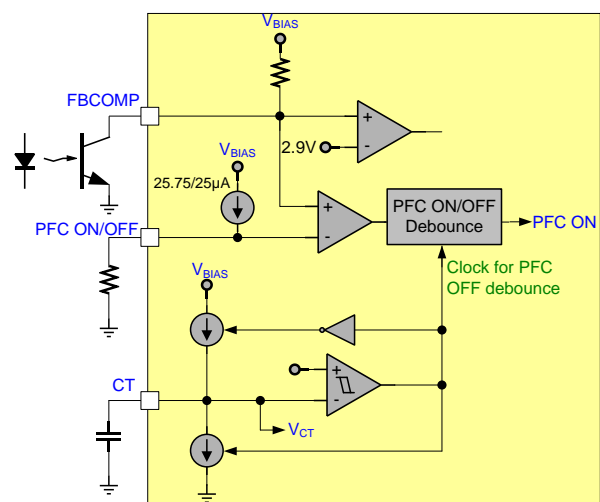 VBIAS
FBCOMP
+
-
2.9V
VBIAS
25.75/25µA
+
-
PFC ON/OFF
Debounce
PFC ON
PFC ON/OFF
Clock for PFC
OFF debounce
VBIAS
+
-
CT
VCT